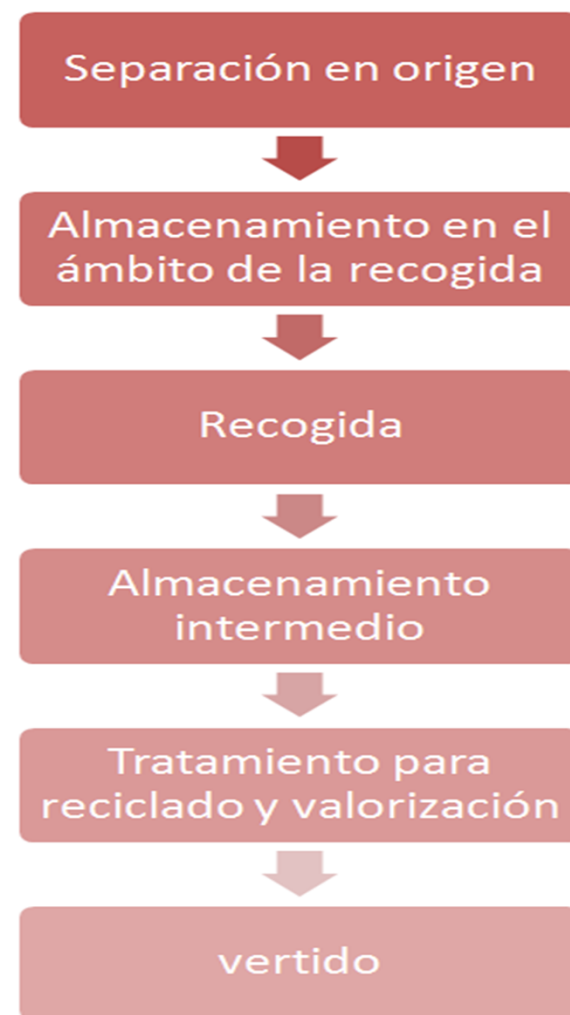 Separación en origen
Almacenamiento en el
ámbito de la recogida
Recogida
Almacenamiento
intermedio
Tratamiento para
reciclado y valorización
vertido